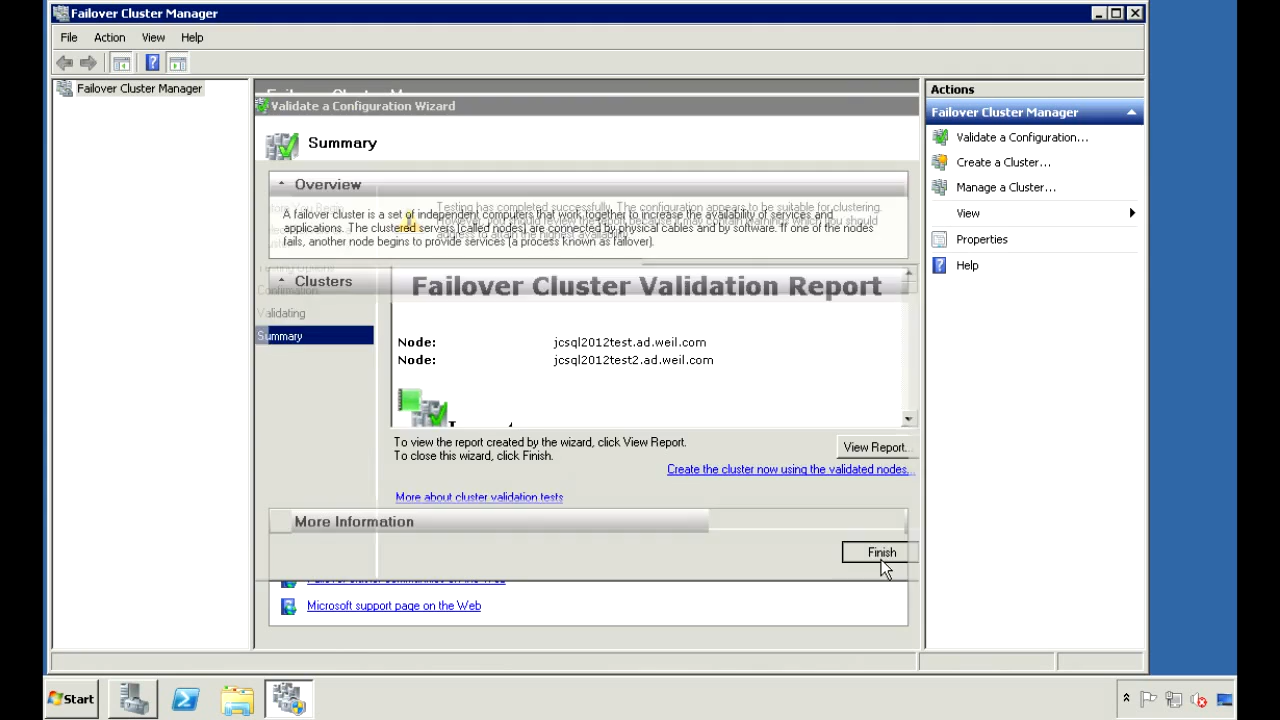 Failover Cluster Manager
File Action View Help
Failover Cluster Manager
Validate a Configuration Wizard
Summary
Overview
Testing has completed successfully. The configuration appears to be suitable for clustering.
A failover cluster is a set of independent computers that work together to increase the availability of services and
applications. The clustered servers (called nodes) are connected by physical cables and by software. If one of the nodes
fails, another node begins to provide services (a process known as failover).
Clusters
Confirmation
Validating
Summary
Failover Cluster Validation Report
Node: jcsql2012test.ad.weil.com
Node: jcsql2012test2.ad.weil.com
To view the report created by the wizard, click View Report.
To close this wizard, click Finish.
View Report...
Create the cluster now using the validated nodes...
More about cluster validation tests
More Information
Finish
Microsoft support page on the Web
Actions
Failover Cluster Manager
Validate a Configuration...
Create a Cluster...
Manage a Cluster...
View
Properties
Help
Start